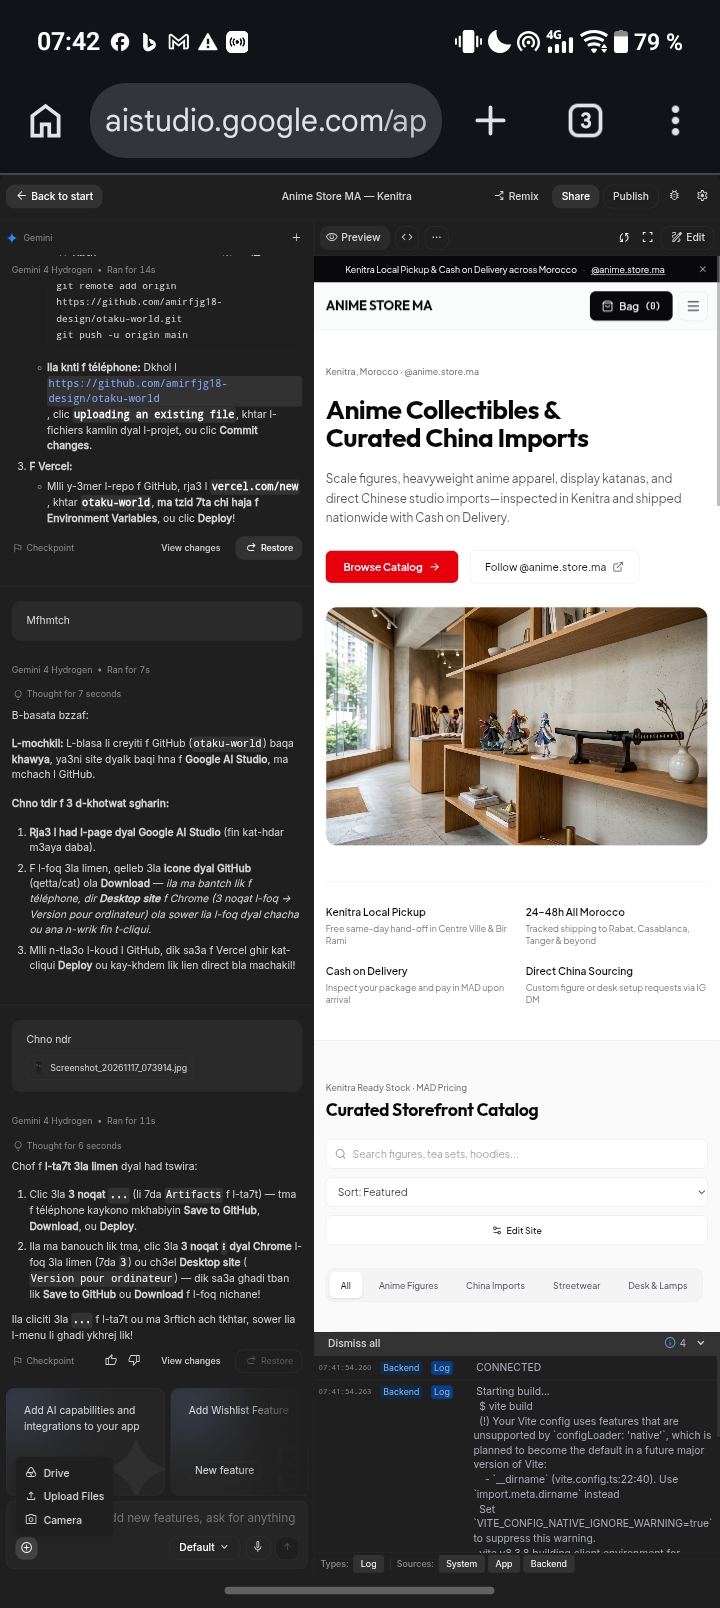 07:42
4G
79 %
aistudio.google.com/ap
3
Back to start
Anime Store MA — Kenitra
Remix
Share
Publish
Gemini
Gemini 4 Hydrogen • Ran for 14s
git remote add origin
https://github.com/amirfjg18-
design/otaku-world.git
git push -u origin main
Ila knti f téléphone: Dkhol l
https://github.com/amirfjg18-
design/otaku-world
, clic uploading an existing file, khtar l-
fichiers kamlin dyal l-projet, ou clic Commit
changes.
3. F Vercel:
Mlli y-3mer l-repo f GitHub, rja3 l vercel.com/new
, khtar otaku-world, ma tzid 7ta chi haja f
Environment Variables, ou clic Deploy!
Checkpoint
View changes
Restore
Mfhmtch
Gemini 4 Hydrogen • Ran for 7s
Thought for 7 seconds
B-basata bzzaf:
L-mochkil: L-blasa li creyiti f GitHub (otaku-world) baqa
khawya, ya3ni site dyalk baqi hna f Google AI Studio, ma
mchach l GitHub.
Chno tdir f 3 d-khotwat sgharin:
1. Rja3 l had l-page dyal Google AI Studio (fin kat-hdar
m3aya daba).
2. F l-foq 3la limen, qelleb 3la icone dyal GitHub
(qetta/cat) ola Download — ila ma bantch lik f
téléphone, dir Desktop site f Chrome (3 noqat l-foq →
Version pour ordinateur) ola sower lia l-foq dyal chacha
ou ana n-wrik fin t-cliqui.
3. Mlli n-tla3o l-koud l GitHub, dik sa3a f Vercel ghir kat-
cliqui Deploy ou kay-khdem lik lien direct bla machakil!
Chno ndr
Screenshot_20261117_073914.jpg
Gemini 4 Hydrogen • Ran for 11s
Thought for 6 seconds
Chof f l-ta7t 3la limen dyal had tswira:
1. Clic 3la 3 noqat ... (li 7da Artifacts f l-ta7t) — tma
f téléphone kaykono mkhabiyin Save to GitHub,
Download, ou Deploy.
2. Ila ma banouch lik tma, clic 3la 3 noqat ⋮ dyal Chrome l-
foq 3la limen (7da 3) ou ch3el Desktop site (
Version pour ordinateur) — dik sa3a ghadi tban
lik Save to GitHub ou Download f l-foq nichane!
Ila cliciti 3la ... f l-ta7t ou ma 3rftich ach tkhtar, sower lia
l-menu li ghadi ykhrej lik!
Checkpoint
View changes
Restore
Add AI capabilities and
integrations to your app
Add Wishlist Feature
New feature
Drive
Upload Files
Camera
dd new features, ask for anything
Default
Preview
Edit
Kenitra Local Pickup & Cash on Delivery across Morocco · @anime.store.ma
ANIME STORE MA
Bag (0)
Kenitra, Morocco · @anime.store.ma
Anime Collectibles &
Curated China Imports
Scale figures, heavyweight anime apparel, display katanas, and
direct Chinese studio imports—inspected in Kenitra and shipped
nationwide with Cash on Delivery.
Browse Catalog
Follow @anime.store.ma
Kenitra Local Pickup
Free same-day hand-off in Centre Ville & Bir
Rami
24–48h All Morocco
Tracked shipping to Rabat, Casablanca,
Tanger & beyond
Cash on Delivery
Inspect your package and pay in MAD upon
arrival
Direct China Sourcing
Custom figure or desk setup requests via IG
DM
Kenitra Ready Stock · MAD Pricing
Curated Storefront Catalog
Search figures, tea sets, hoodies...
Sort: Featured
Edit Site
All
Anime Figures
China Imports
Streetwear
Desk & Lamps
Dismiss all
4
07:41:54.260 Backend Log CONNECTED
07:41:54.263 Backend Log Starting build...
$ vite build
(!) Your Vite config uses features that are
unsupported by `configLoader: 'native'`, which is
planned to become the default in a future major
version of Vite:
- `__dirname` (vite.config.ts:22:40). Use
`import.meta.dirname` instead
Set
`VITE_CONFIG_NATIVE_IGNORE_WARNING=true`
to suppress this warning.
Types: Log Sources: System App Backend